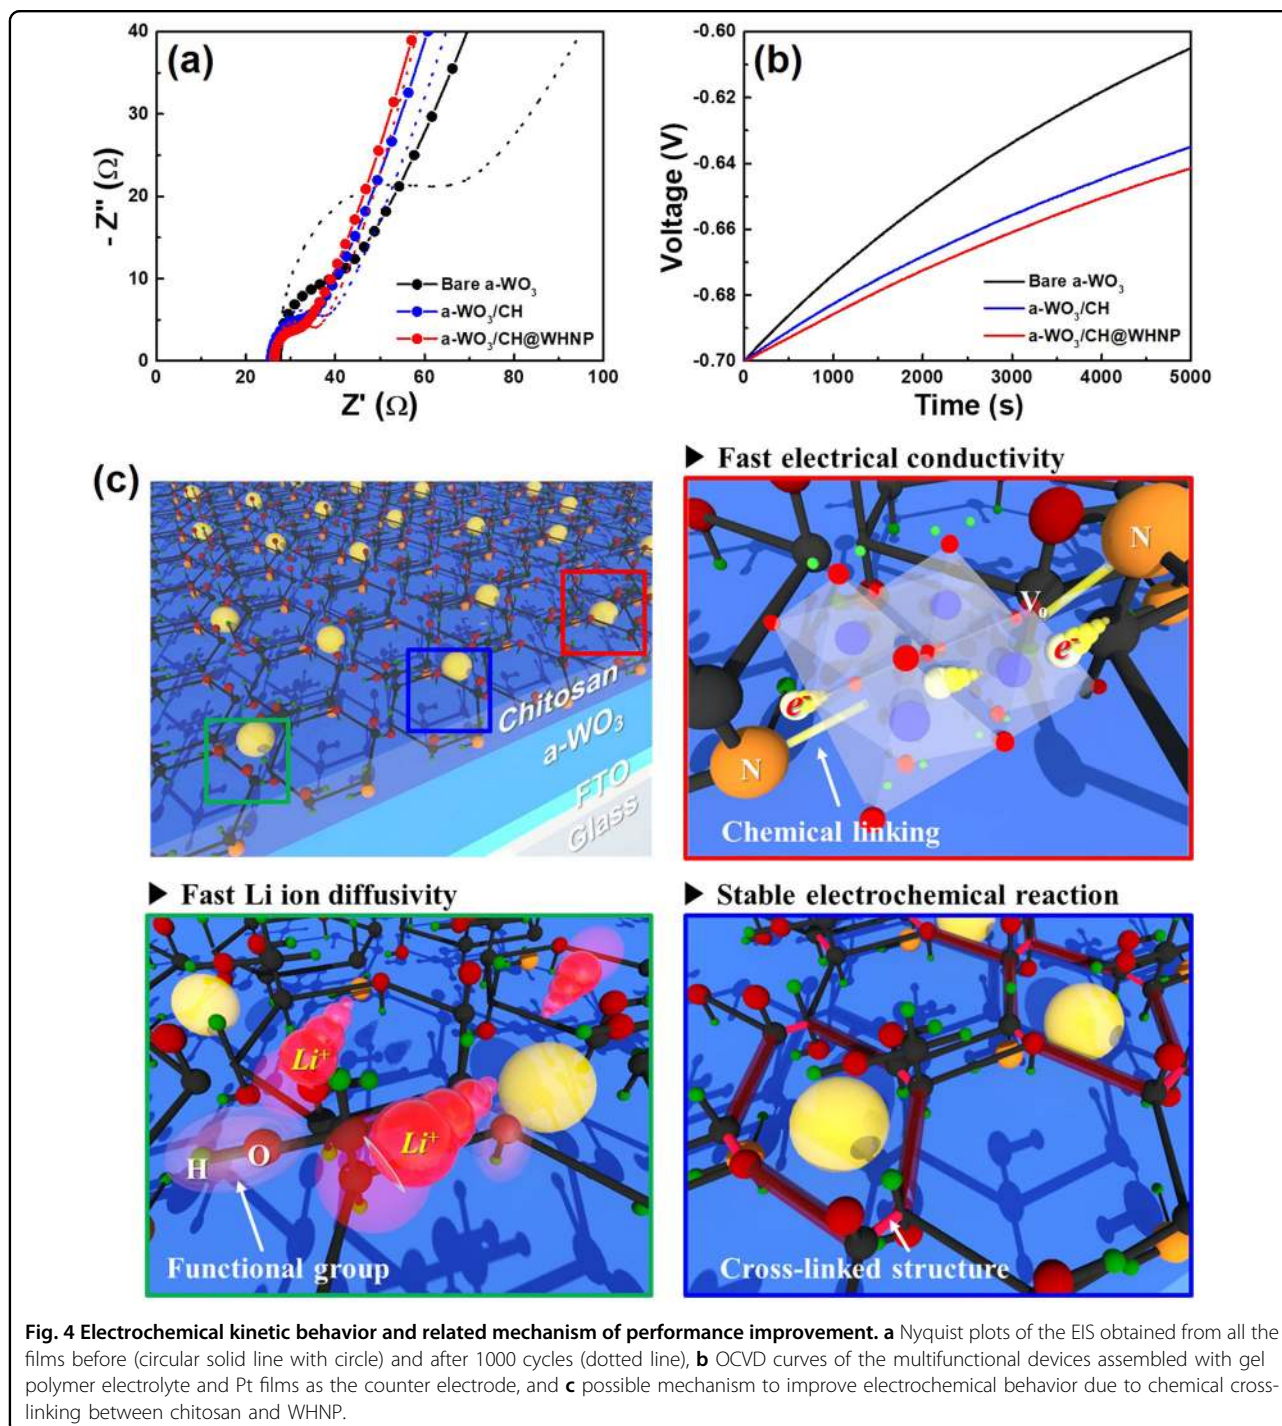 (a)
40
30
20
10
0
- Z" (Ω)
0 20 40 60 80 100
Z' (Ω)
Bare a-WO₃
a-WO₃/CH
a-WO₃/CH@WHNP
(b)
-0.60
-0.62
-0.64
-0.66
-0.68
-0.70
Voltage (V)
0 1000 2000 3000 4000 5000
Time (s)
Bare a-WO₃
a-WO₃/CH
a-WO₃/CH@WHNP
(c)
Chitosan
a-WO₃
FTO
Glass
▶ Fast electrical conductivity
N
Vₒ
e⁻
e⁻
N
Chemical linking
▶ Fast Li ion diffusivity
Li⁺
Li⁺
H O
Functional group
▶ Stable electrochemical reaction
Cross-linked structure
Fig. 4 Electrochemical kinetic behavior and related mechanism of performance improvement. a Nyquist plots of the EIS obtained from all the
films before (circular solid line with circle) and after 1000 cycles (dotted line), b OCVD curves of the multifunctional devices assembled with gel
polymer electrolyte and Pt films as the counter electrode, and c possible mechanism to improve electrochemical behavior due to chemical cross-
linking between chitosan and WHNP.